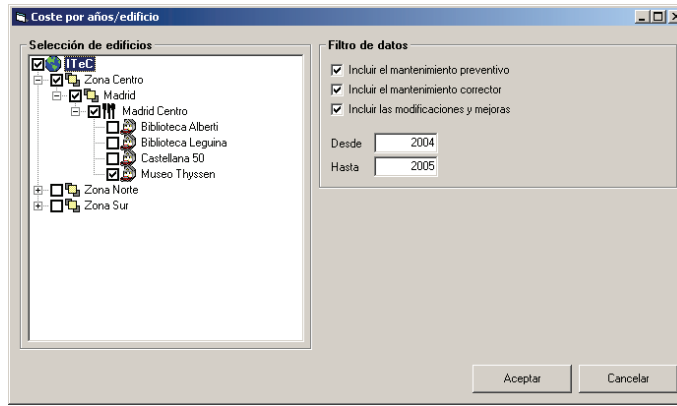 Coste por años/edificio
Selección de edificios
ITeC
Zona Centro
Madrid
Madrid Centro
Biblioteca Alberti
Biblioteca Leguina
Castellana 50
Museo Thyssen
Zona Norte
Zona Sur
Filtro de datos
Incluir el mantenimiento preventivo
Incluir el mantenimiento corrector
Incluir las modificaciones y mejoras
Desde 2004
Hasta 2005
Aceptar Cancelar